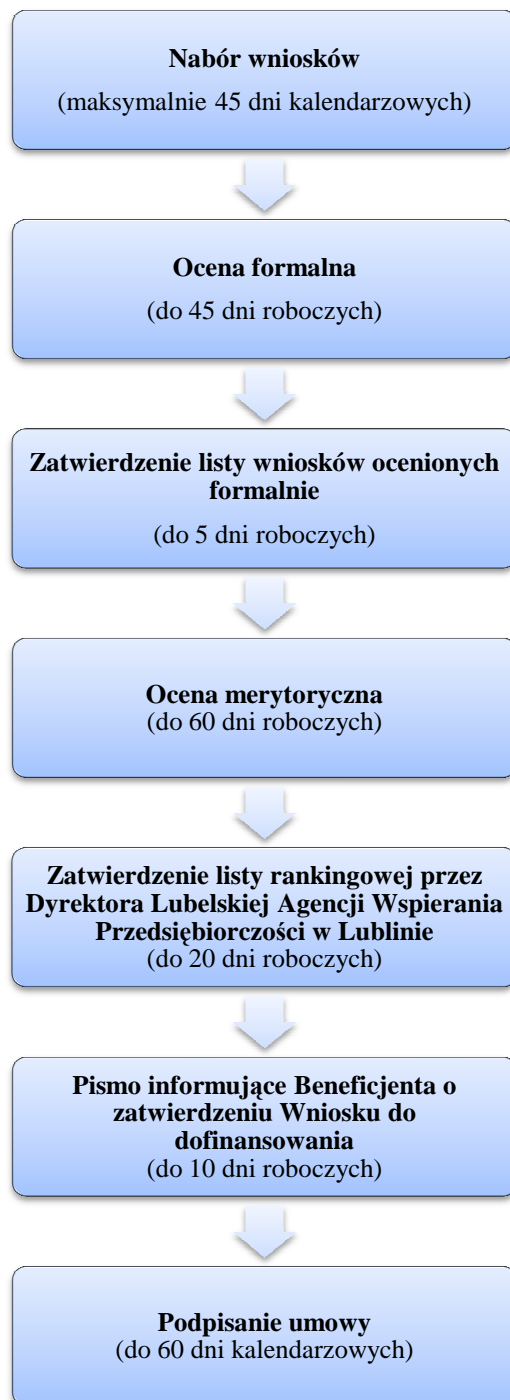 Nabór wniosków
(maksymalnie 45 dni kalendarzowych)
Ocena formalna
(do 45 dni roboczych)
Zatwierdzenie listy wniosków ocenionych
formalnie
(do 5 dni roboczych)
Ocena merytoryczna
(do 60 dni roboczych)
Zatwierdzenie listy rankingowej przez
Dyrektora Lubelskiej Agencji Wspierania
Przedsiębiorczości w Lublinie
(do 20 dni roboczych)
Pismo informujące Beneficjenta o
zatwierdzeniu Wniosku do
dofinansowania
(do 10 dni roboczych)
Podpisanie umowy
(do 60 dni kalendarzowych)